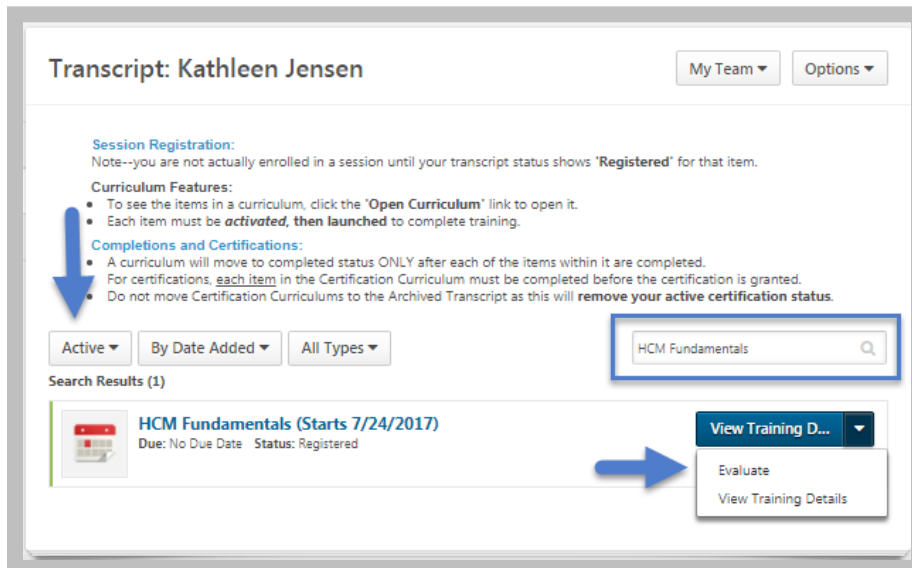 Transcript: Kathleen Jensen
My Team
Options
Session Registration:
Note--you are not actually enrolled in a session until your transcript status shows "Registered" for that item.
Curriculum Features:
To see the items in a curriculum, click the "Open Curriculum" link to open it.
Each item must be activated, then launched to complete training.
Completions and Certifications:
A curriculum will move to completed status ONLY after each of the items within it are completed.
For certifications, each item in the Certification Curriculum must be completed before the certification is granted.
Do not move Certification Curriculums to the Archived Transcript as this will remove your active certification status.
Active
By Date Added
All Types
HCM Fundamentals
Search Results (1)
HCM Fundamentals (Starts 7/24/2017)
Due: No Due Date Status: Registered
View Training D...
Evaluate
View Training Details